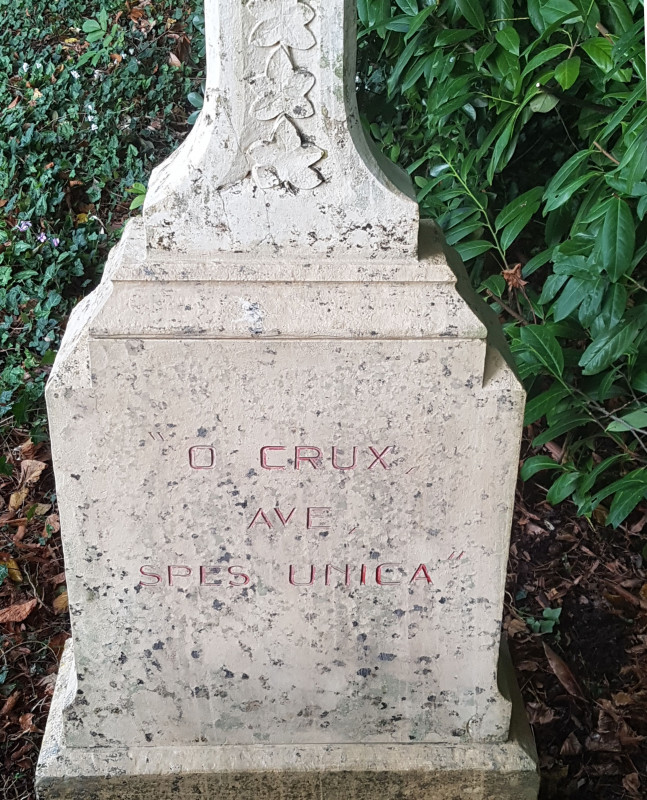 "O CRUX,
AVE,
SPES UNICA"